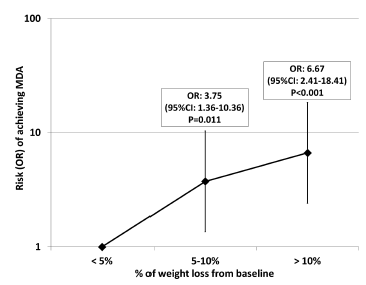 100
OR: 6.67
(95%CI: 2.41-18.41)
P<0.001
OR: 3.75
(95%CI: 1.36-10.36)
P=0.011
10
1
Risk (OR) of achieving MDA
< 5%
5-10%
> 10%
% of weight loss from baseline